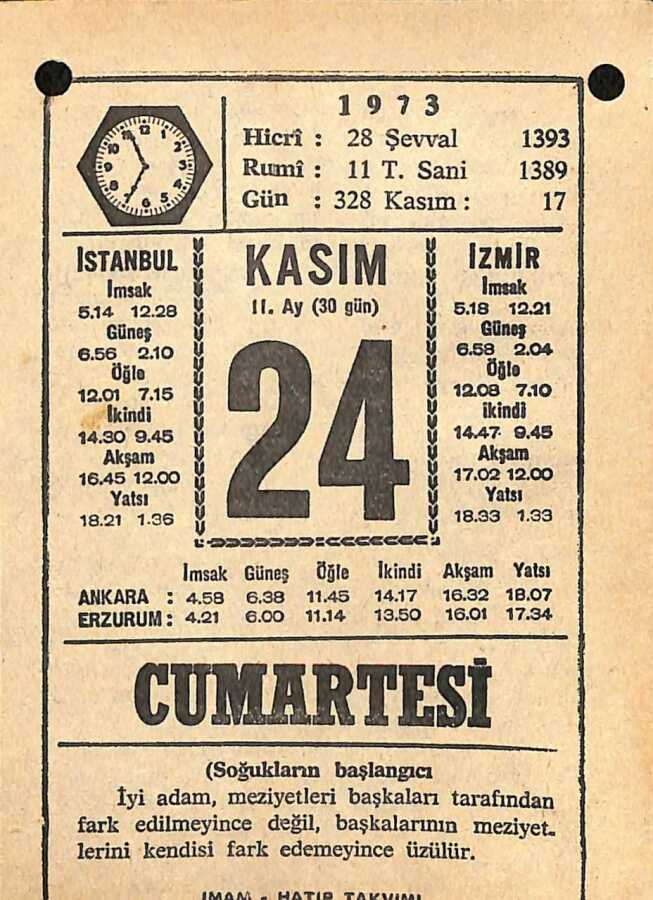 1973
Hicrî : 28 Şevval 1393
Rumî : 11 T. Sani 1389
Gün : 328 Kasım : 17
İSTANBUL
İmsak
5.14 12.28
Güneş
6.56 2.10
Öğle
12.01 7.15
İkindi
14.30 9.45
Akşam
16.45 12.00
Yatsı
18.21 1.36
KASIM
11. Ay (30 gün)
24
İZMİR
İmsak
5.18 12.21
Güneş
6.58 2.04
Öğle
12.08 7.10
ikindi
14.47 9.45
Akşam
17.02 12.00
Yatsı
18.33 1.33
İmsak Güneş Öğle İkindi Akşam Yatsı
ANKARA : 4.58 6.38 11.45 14.17 16.32 18.07
ERZURUM : 4.21 6.00 11.14 13.50 16.01 17.34
CUMARTESİ
(Soğukların başlangıcı
İyi adam, meziyetleri başkaları tarafından
fark edilmeyince değil, başkalarının meziyet-
lerini kendisi fark edemeyince üzülür.
İMAM - HATİP TAKVİMİ